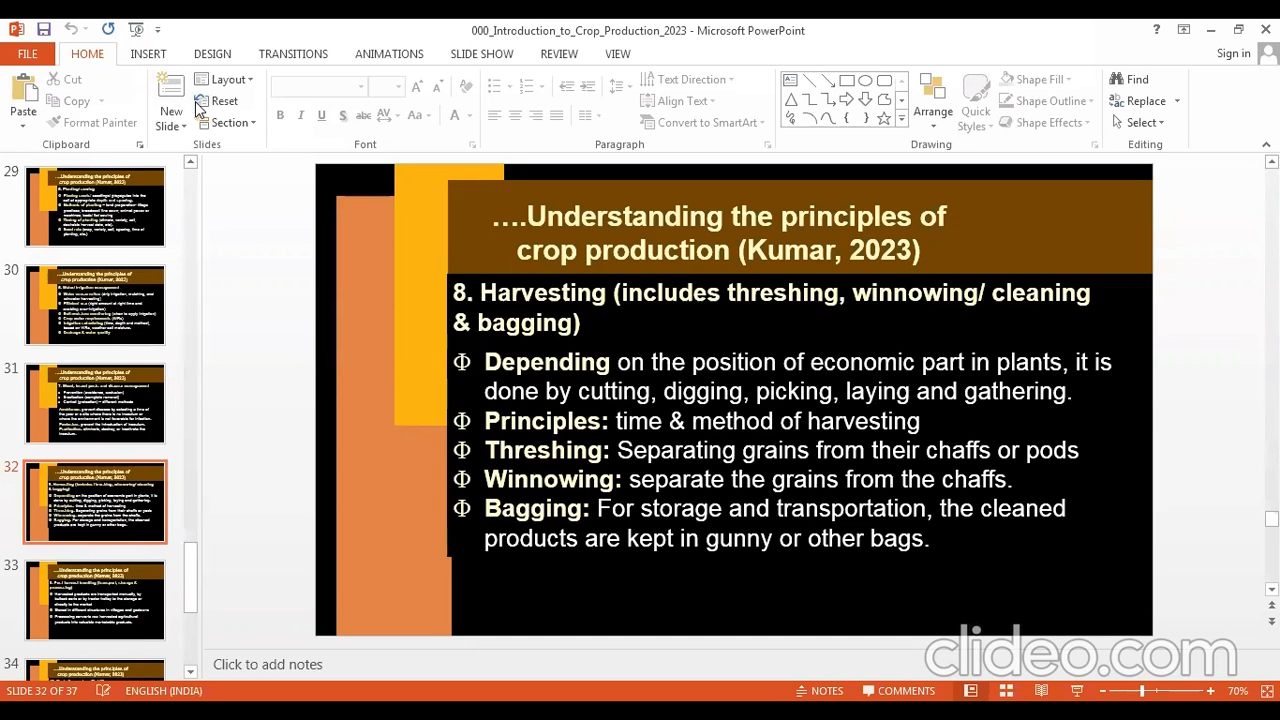 000_Introduction_to_Crop_Production_2023 - PowerPoint
FILE HOME INSERT DESIGN TRANSITIONS ANIMATIONS SLIDE SHOW REVIEW VIEW Sign in
Paste
Cut
Copy
Format Painter
Clipboard
New Slide
Layout
Reset
Section
Slides
Font
Text Direction
Align Text
Convert to SmartArt
Paragraph
Arrange
Quick Styles
Shape Fill
Shape Outline
Shape Effects
Drawing
Find
Replace
Select
Editing
29
30
31
32
33
34
....Understanding the principles of
crop production (Kumar, 2023)
8. Harvesting (includes threshing, winnowing/ cleaning
& bagging)
Φ Depending on the position of economic part in plants, it is
done by cutting, digging, picking, laying and gathering.
Φ Principles: time & method of harvesting
Φ Threshing: Separating grains from their chaffs or pods
Φ Winnowing: separate the grains from the chaffs.
Φ Bagging: For storage and transportation, the cleaned
products are kept in gunny or other bags.
Click to add notes
clideo.com
SLIDE 32 OF 37 ENGLISH (INDIA) NOTES COMMENTS 70%